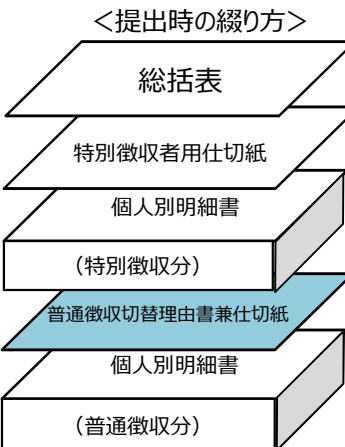 ＜提出時の綴り方＞
総括表
特別徴収者用仕切紙
個人別明細書
（特別徴収分）
普通徴収切替理由書兼仕切紙
個人別明細書
（普通徴収分）